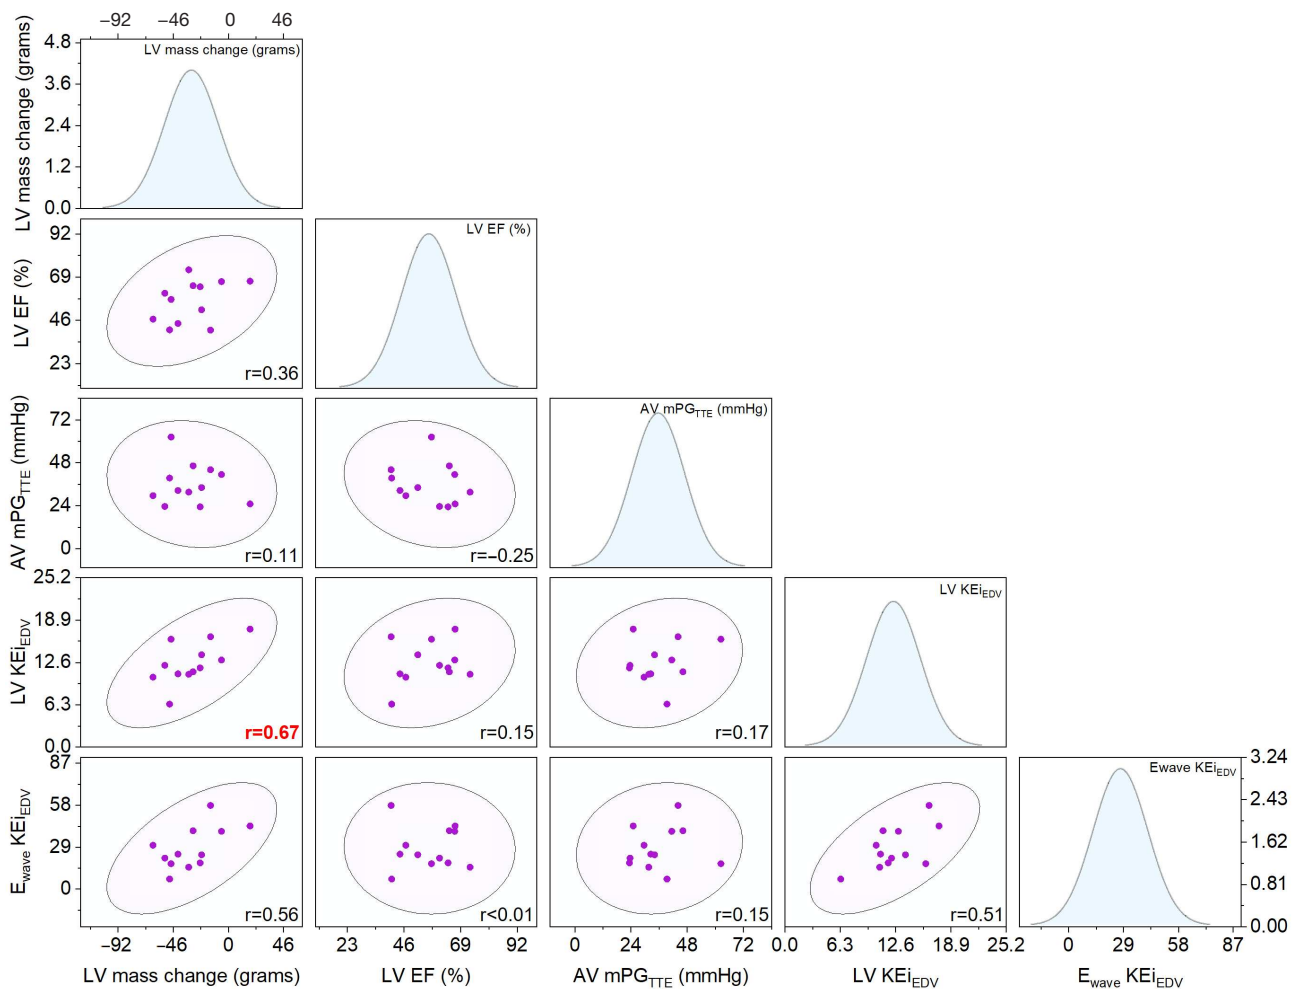 −92 −46 0 46
LV mass change (grams)
4.8
3.6
2.4
1.2
0.0
LV mass change (grams)
LV EF (%)
92
69
46
23
r=0.36
LV EF (%)
AV mPGTTE (mmHg)
72
48
24
0
r=0.11
r=−0.25
AV mPGTTE (mmHg)
LV KEiEDV
25.2
18.9
12.6
6.3
0.0
r=0.67
r=0.15
r=0.17
LV KEiEDV
Ewave KEiEDV
87
58
29
0
r=0.56
r<0.01
r=0.15
r=0.51
Ewave KEiEDV
3.24
2.43
1.62
0.81
0.00
−92 −46 0 46
23 46 69 92
0 24 48 72
0.0 6.3 12.6 18.9 25.2
0 29 58 87
LV mass change (grams)
LV EF (%)
AV mPGTTE (mmHg)
LV KEiEDV
Ewave KEiEDV